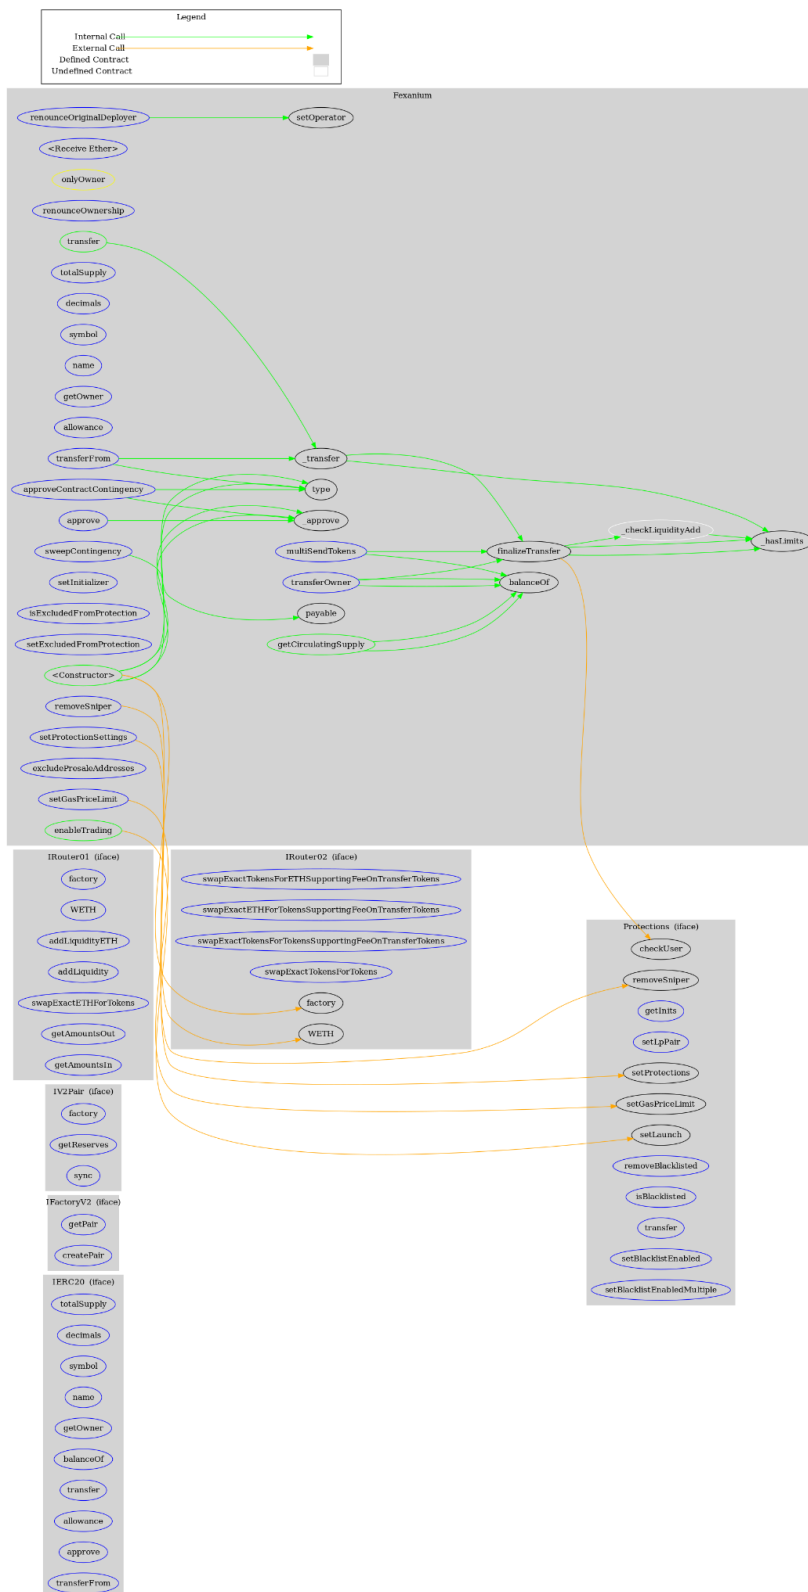 Legend
Internal Call
External Call
Defined Contract
Undefined Contract
Fexanium
renounceOriginalDeployer
setOperator
<Receive Ether>
onlyOwner
renounceOwnership
transfer
totalSupply
decimals
symbol
name
getOwner
allowance
transferFrom
_transfer
approveContractContingency
type
approve
_approve
_checkLiquidityAdd
_hasLimits
sweepContingency
multiSendTokens
finalizeTransfer
setInitializer
transferOwner
balanceOf
isExcludedFromProtection
payable
setExcludedFromProtection
getCirculatingSupply
<Constructor>
removeSniper
setProtectionSettings
excludePresaleAddresses
setGasPriceLimit
enableTrading
IRouter01 (iface)
factory
WETH
addLiquidityETH
addLiquidity
swapExactETHForTokens
getAmountsOut
getAmountsIn
IRouter02 (iface)
swapExactTokensForETHSupportingFeeOnTransferTokens
swapExactETHForTokensSupportingFeeOnTransferTokens
swapExactTokensForTokensSupportingFeeOnTransferTokens
swapExactTokensForTokens
factory
WETH
Protections (iface)
checkUser
removeSniper
getInits
setLpPair
setProtections
setGasPriceLimit
setLaunch
removeBlacklisted
isBlacklisted
transfer
setBlacklistEnabled
setBlacklistEnabledMultiple
IV2Pair (iface)
factory
getReserves
sync
IFactoryV2 (iface)
getPair
createPair
IERC20 (iface)
totalSupply
decimals
symbol
name
getOwner
balanceOf
transfer
allowance
approve
transferFrom